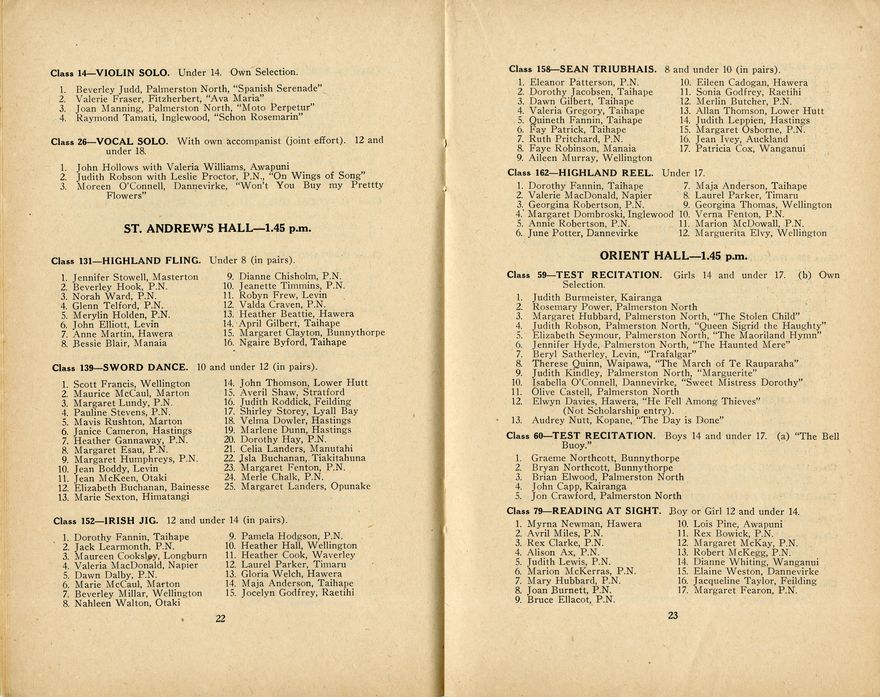 Class 14—VIOLIN SOLO. Under 14. Own Selection.
1. Beverley Judd, Palmerston North, "Spanish Serenade"
2. Valerie Fraser, Fitzherbert, "Ava Maria"
3. Joan Manning, Palmerston North, "Moto Perpetur"
4. Raymond Tamati, Inglewood, "Schon Rosemarin"
Class 26—VOCAL SOLO. With own accompanist (joint effort). 12 and
under 18.
1. John Hollows with Valeria Williams, Awapuni
2. Judith Robson with Leslie Proctor, P.N., "On Wings of Song"
3. Moreen O'Connell, Dannevirke, "Won't You Buy my Prettty
Flowers"
ST. ANDREW'S HALL—1.45 p.m.
Class 131—HIGHLAND FLING. Under 8 (in pairs).
1. Jennifer Stowell, Masterton
2. Beverley Hook, P.N.
3. Norah Ward, P.N.
4. Glenn Telford, P.N.
5. Merylin Holden, P.N.
6. John Elliott, Levin
7. Anne Martin, Hawera
8. Bessie Blair, Manaia
9. Dianne Chisholm, P.N.
10. Jeanette Timmins, P.N.
11. Robyn Frew, Levin
12. Valda Craven, P.N.
13. Heather Beattie, Hawera
14. April Gilbert, Taihape
15. Margaret Clayton, Bunnythorpe
16. Ngaire Byford, Taihape
Class 139—SWORD DANCE. 10 and under 12 (in pairs).
1. Scott Francis, Wellington
2. Maurice McCaul, Marton
3. Margaret Lundy, P.N.
4. Pauline Stevens, P.N.
5. Mavis Rushton, Marton
6. Janice Cameron, Hastings
7. Heather Gannaway, P.N.
8. Margaret Esau, P.N.
9. Margaret Humphreys, P.N.
10. Jean Boddy, Levin
11. Jean McKeen, Otaki
12. Elizabeth Buchanan, Bainesse
13. Marie Sexton, Himatangi
14. John Thomson, Lower Hutt
15. Averil Shaw, Stratford
16. Judith Roddick, Feilding
17. Shirley Storey, Lyall Bay
18. Velma Dowler, Hastings
19. Marlene Dunn, Hastings
20. Dorothy Hay, P.N.
21. Celia Landers, Manutahi
22. Jsla Buchanan, Tiakitahuna
23. Margaret Fenton, P.N.
24. Merle Chalk, P.N.
25. Margaret Landers, Opunake
Class 152—IRISH JIG. 12 and under 14 (in pairs).
1. Dorothy Fannin, Taihape
2. Jack Learmonth, P.N.
3. Maureen Cooksley, Longburn
4. Valeria MacDonald, Napier
5. Dawn Dalby, P.N.
6. Marie McCaul, Marton
7. Beverley Millar, Wellington
8. Nahleen Walton, Otaki
9. Pamela Hodgson, P.N.
10. Heather Hall, Wellington
11. Heather Cook, Waverley
12. Laurel Parker, Timaru
13. Gloria Welch, Hawera
14. Maja Anderson, Taihape
15. Jocelyn Godfrey, Raetihi
22
Class 158—SEAN TRIUBHAIS. 8 and under 10 (in pairs).
1. Eleanor Patterson, P.N.
2. Dorothy Jacobsen, Taihape
3. Dawn Gilbert, Taihape
4. Valeria Gregory, Taihape
5. Quineth Fannin, Taihape
6. Fay Patrick, Taihape
7. Ruth Pritchard, P.N.
8. Faye Robinson, Manaia
9. Aileen Murray, Wellington
10. Eileen Cadogan, Hawera
11. Sonia Godfrey, Raetihi
12. Merlin Butcher, P.N.
13. Allan Thomson, Lower Hutt
14. Judith Leppien, Hastings
15. Margaret Osborne, P.N.
16. Jean Ivey, Auckland
17. Patricia Cox, Wanganui
Class 162—HIGHLAND REEL. Under 17.
1. Dorothy Fannin, Taihape
2. Valerie MacDonald, Napier
3. Georgina Robertson, P.N.
4. Margaret Dombroski, Inglewood
5. Annie Robertson, P.N.
6. June Potter, Dannevirke
7. Maja Anderson, Taihape
8. Laurel Parker, Timaru
9. Georgina Thomas, Wellington
10. Verna Fenton, P.N.
11. Marion McDowall, P.N.
12. Marguerita Elvy, Wellington
ORIENT HALL—1.45 p.m.
Class 59—TEST RECITATION. Girls 14 and under 17. (b) Own
Selection.
1. Judith Burmeister, Kairanga
2. Rosemary Power, Palmerston North
3. Margaret Hubbard, Palmerston North, "The Stolen Child"
4. Judith Robson, Palmerston North, "Queen Sigrid the Haughty"
5. Elizabeth Seymour, Palmerston North, "The Maoriland Hymn"
6. Jennifer Hyde, Palmerston North, "The Haunted Mere"
7. Beryl Satherley, Levin, "Trafalgar"
8. Therese Quinn, Waipawa, "The March of Te Rauparaha"
9. Judith Kindley, Palmerston North, "Marguerite"
10. Isabella O'Connell, Dannevirke, "Sweet Mistress Dorothy"
11. Olive Castell, Palmerston North
12. Elwyn Davies, Hawera, "He Fell Among Thieves"
(Not Scholarship entry).
13. Audrey Nutt, Kopane, "The Day is Done"
Class 60—TEST RECITATION. Boys 14 and under 17. (a) "The Bell
Buoy."
1. Graeme Northcott, Bunnythorpe
2. Bryan Northcott, Bunnythorpe
3. Brian Elwood, Palmerston North
4. John Capp, Kairanga
5. Jon Crawford, Palmerston North
Class 79—READING AT SIGHT. Boy or Girl 12 and under 14.
1. Myrna Newman, Hawera
2. Avril Miles, P.N.
3. Rex Clarke, P.N.
4. Alison Ax, P.N.
5. Judith Lewis, P.N.
6. Marion McKerras, P.N.
7. Mary Hubbard, P.N.
8. Joan Burnett, P.N.
9. Bruce Ellacot, P.N.
10. Lois Pine, Awapuni
11. Rex Bowick, P.N.
12. Margaret McKay, P.N.
13. Robert McKegg, P.N.
14. Dianne Whiting, Wanganui
15. Elaine Weston, Dannevirke
16. Jacqueline Taylor, Feilding
17. Margaret Fearon, P.N.
23